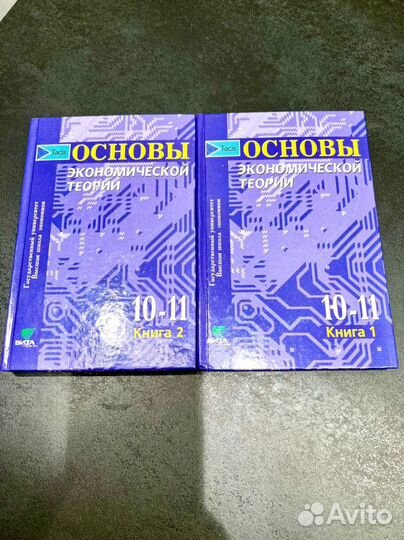 Tacis
ОСНОВЫ
ЭКОНОМИЧЕСКОЙ
ТЕОРИИ
Государственный университет
Высшая школа экономики
10-11
Книга 2
ВИТА
Tacis
ОСНОВЫ
ЭКОНОМИЧЕСКОЙ
ТЕОРИИ
Государственный университет
Высшая школа экономики
10-11
Книга 1
ВИТА
Avito